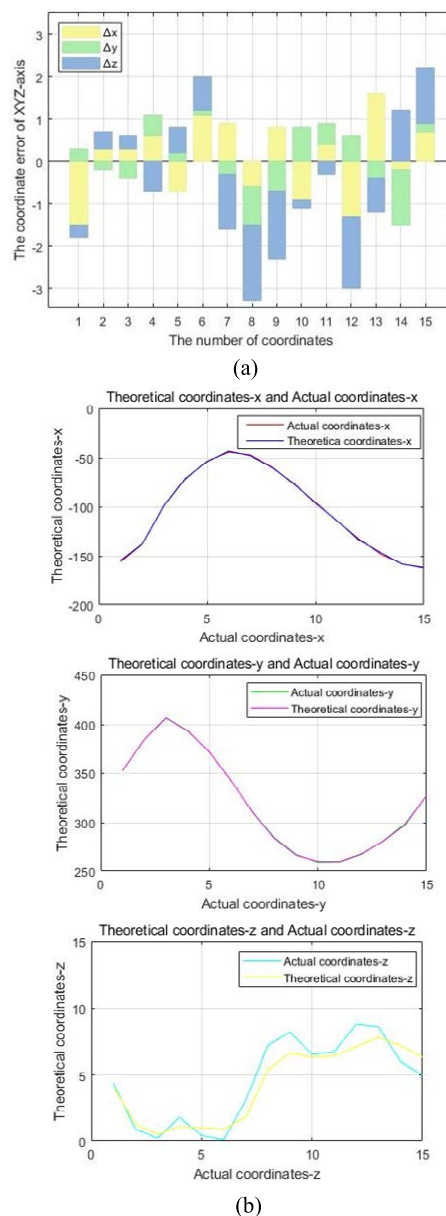 3
2
1
0
-1
-2
-3
The coordinate error of XYZ-axis
Δx
Δy
Δz
1 2 3 4 5 6 7 8 9 10 11 12 13 14 15
The number of coordinates
(a)
Theoretical coordinates-x and Actual coordinates-x
0
-50
-100
-150
-200
Theoretical coordinates-x
Actual coordinates-x
Theoretica coordinates-x
0 5 10 15
Actual coordinates-x
Theoretical coordinates-y and Actual coordinates-y
450
400
350
300
250
Theoretical coordinates-y
Actual coordinates-y
Theoretical coordinates-y
0 5 10 15
Actual coordinates-y
Theoretical coordinates-z and Actual coordinates-z
15
10
5
0
Theoretical coordinates-z
Actual coordinates-z
Theoretical coordinates-z
0 5 10 15
Actual coordinates-z
(b)